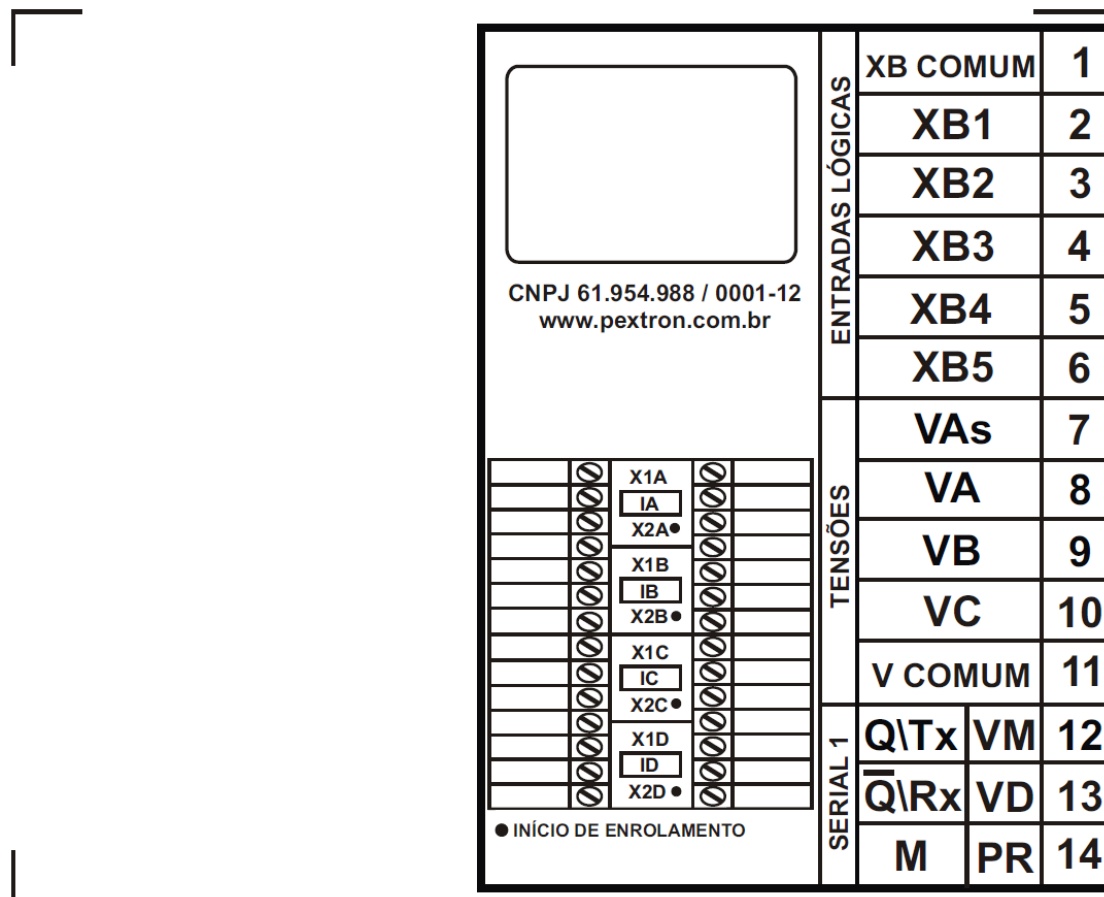 CNPJ 61.954.988 / 0001-12
www.pextron.com.br
X1A
IA
X2A●
X1B
IB
X2B●
X1C
IC
X2C●
X1D
ID
X2D●
● INÍCIO DE ENROLAMENTO
ENTRADAS LÓGICAS
XB COMUM 1
XB1 2
XB2 3
XB3 4
XB4 5
XB5 6
TENSÕES
VAs 7
VA 8
VB 9
VC 10
V COMUM 11
SERIAL 1
Q\Tx VM 12
Q̅\Rx VD 13
M PR 14